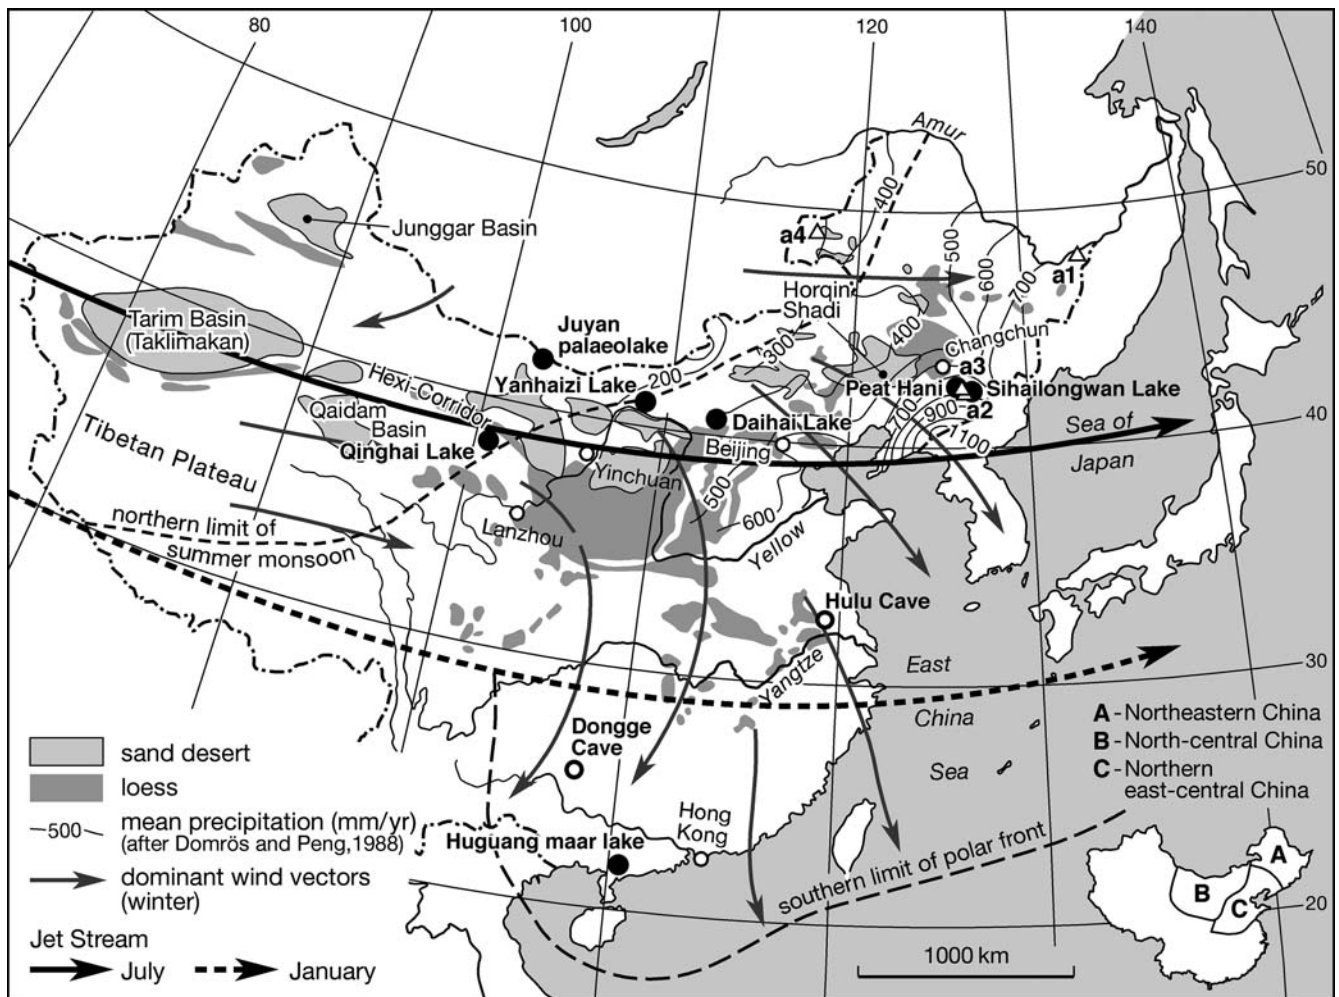 80
100
120
140
Amur
50
400
Junggar Basin
a4
500
600
700
a1
Horqin
Shadi
Tarim Basin
(Taklimakan)
Juyan
palaeolake
300
400
Changchun
Hexi-Corridor
Yanhaizi Lake
200
a3
Peat Hani
Sihailongwan Lake
a2
Qaidam
Basin
Daihai Lake
900
40
Tibetan Plateau
Qinghai Lake
Beijing
1100
Sea of
Japan
Yinchuan
500
600
Lanzhou
Yellow
northern limit of
summer monsoon
Hulu Cave
Yangtze
East
China
Sea
30
Dongge
Cave
A - Northeastern China
B - North-central China
C - Northern
east-central China
sand desert
loess
500
mean precipitation (mm/yr)
(after Domrös and Peng,1988)
dominant wind vectors
(winter)
Hong
Kong
Huguang maar lake
southern limit of polar front
A
B
C
20
Jet Stream
July
January
1000 km